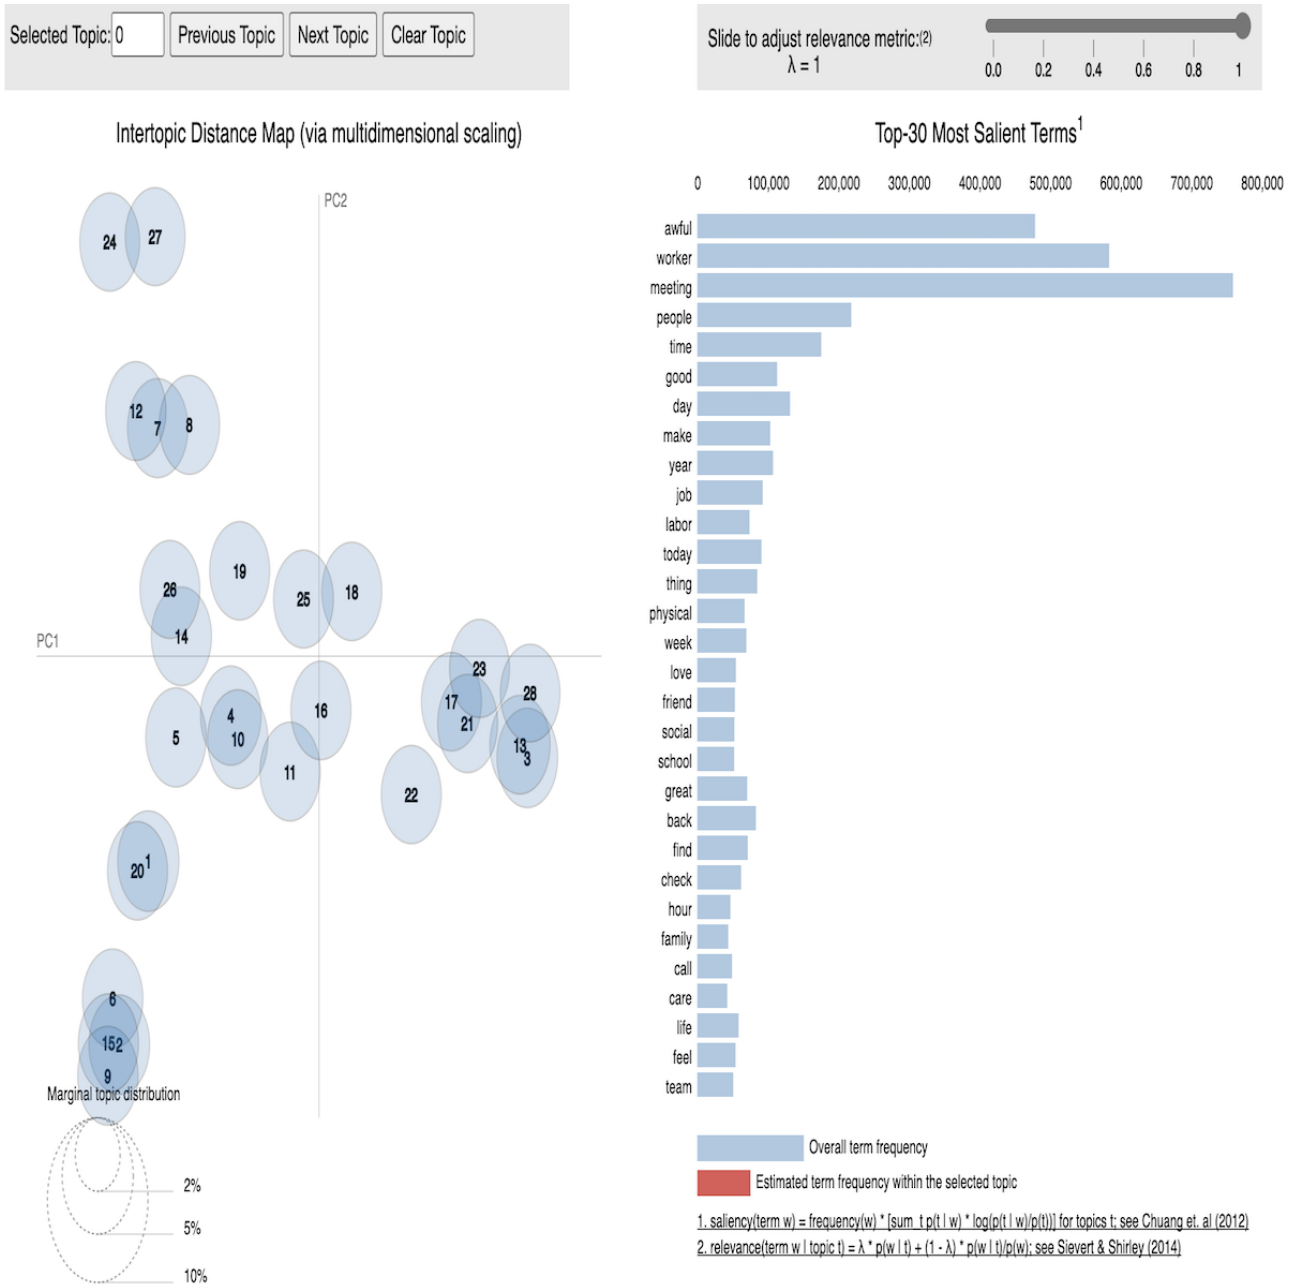 Selected Topic: 0 Previous Topic Next Topic Clear Topic
Slide to adjust relevance metric:(2)
λ = 1
0.0 0.2 0.4 0.6 0.8 1
Intertopic Distance Map (via multidimensional scaling)
PC2
PC1
24
27
12
7
8
26
14
19
25
18
5
4
10
16
11
23
17
21
28
13
3
22
20
1
6
15
2
9
Marginal topic distribution
2%
5%
10%
Top-30 Most Salient Terms1
0 100,000 200,000 300,000 400,000 500,000 600,000 700,000 800,000
awful
worker
meeting
people
time
good
day
make
year
job
labor
today
thing
physical
week
love
friend
social
school
great
back
find
check
hour
family
call
care
life
feel
team
Overall term frequency
Estimated term frequency within the selected topic
1. saliency(term w) = frequency(w) * [sum_t p(t | w) * log(p(t | w)/p(t))] for topics t; see Chuang et. al (2012)
2. relevance(term w | topic t) = λ * p(w | t) + (1 - λ) * p(w | t)/p(w); see Sievert & Shirley (2014)